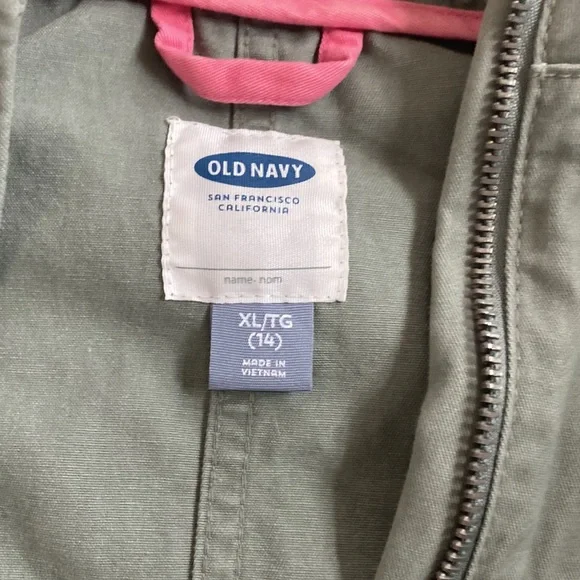 OLD NAVY
SAN FRANCISCO
CALIFORNIA
name- nom
XL/TG
(14)
MADE IN
VIETNAM